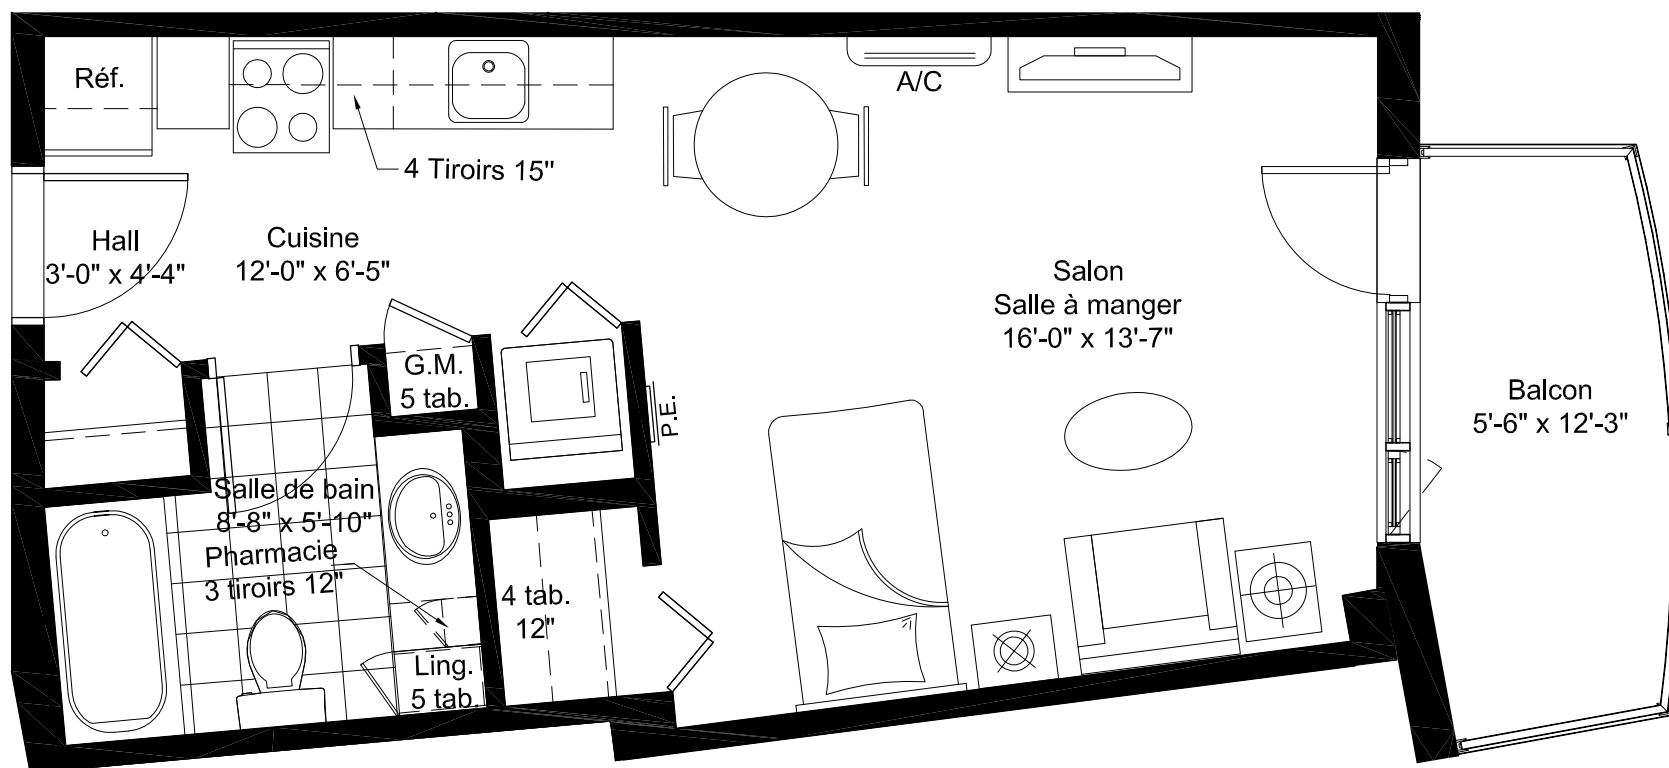 Réf.
A/C
4 Tiroirs 15"
Hall
3'-0" x 4'-4"
Cuisine
12'-0" x 6'-5"
Salon
Salle à manger
16'-0" x 13'-7"
Balcon
5'-6" x 12'-3"
G.M.
5 tab.
P.E.
Salle de bain
8'-8" x 5'-10"
Pharmacie
3 tiroirs 12"
4 tab.
12"
Ling.
5 tab.